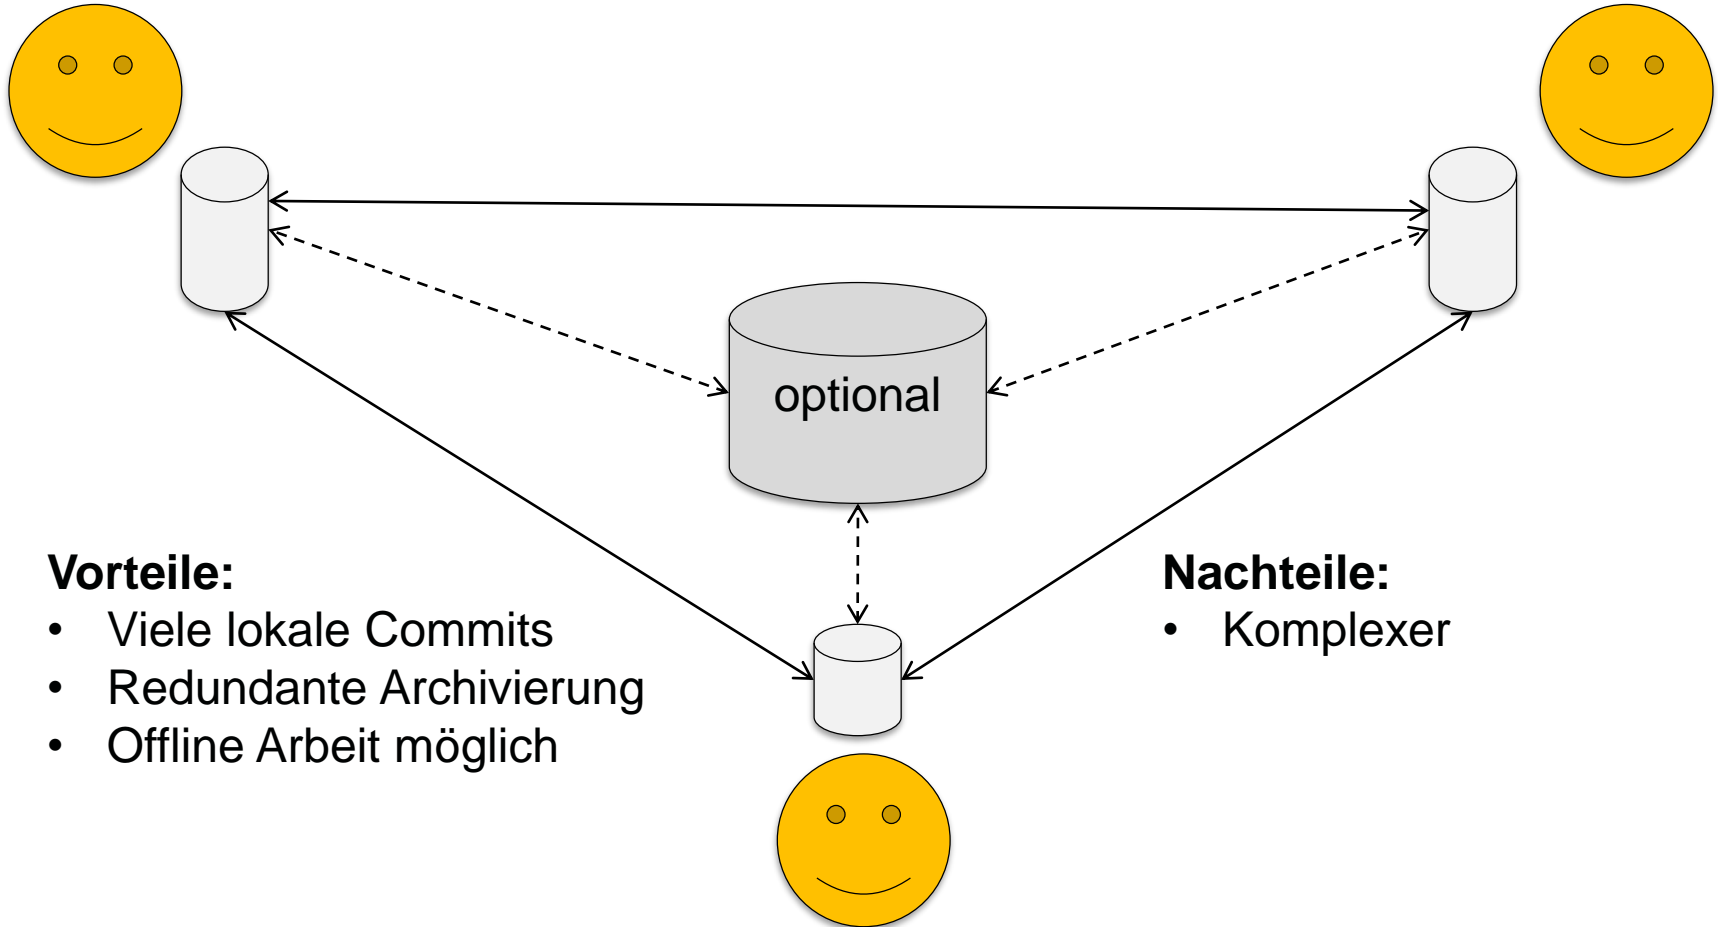 optional
Vorteile:
• Viele lokale Commits
• Redundante Archivierung
• Offline Arbeit möglich
Nachteile:
• Komplexer